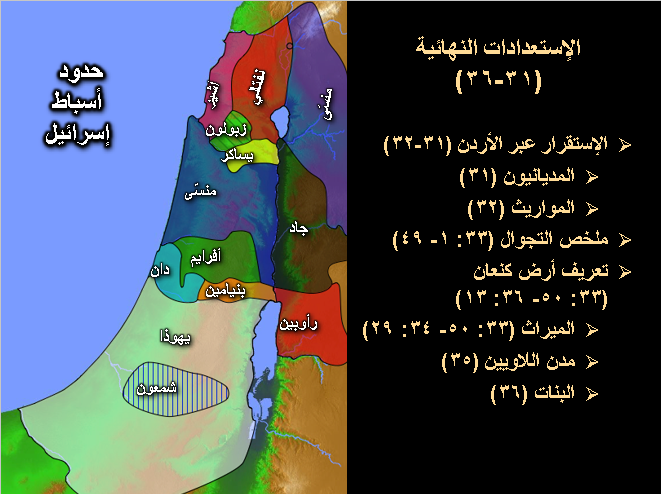 حدود
أسباط
إسرائيل
أشير
نفتالي
منسّى
زبولون
يساكر
منسّى
جاد
أفرايم
دان
بنيامين
رأوبين
يهوذا
شمعون
الإستعدادات النهائية
(٣١-٣٦)
الإستقرار عبر الأردن (٣١-٣٢)
المديانيون (٣١)
المواريث (٣٢)
ملخص التجوال (٣٣: ١- ٤٩)
تعريف أرض كنعان
(٣٣: ٥٠- ٣٦: ١٣)
الميراث (٣٣: ٥٠- ٣٤: ٢٩)
مدن اللاويين (٣٥)
البنات (٣٦)